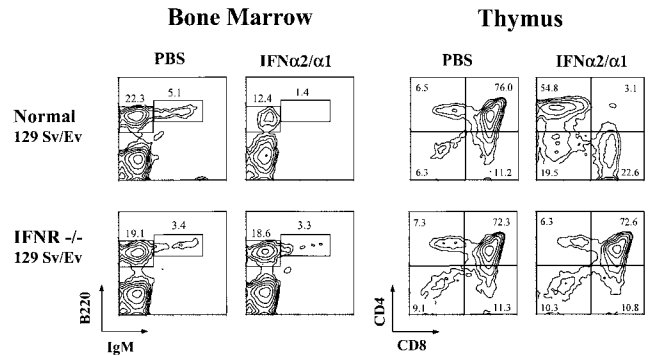 Bone Marrow Thymus
PBS IFNα2/α1 PBS IFNα2/α1
Normal
129 Sv/Ev
22.3 5.1 12.4 1.4 6.5 76.0 54.8 3.1
6.3 11.2 19.5 22.6
IFNR -/-
129 Sv/Ev
19.1 3.4 18.6 3.3 7.3 72.3 6.3 72.6
9.1 11.3 10.3 10.8
B220
IgM
CD4
CD8